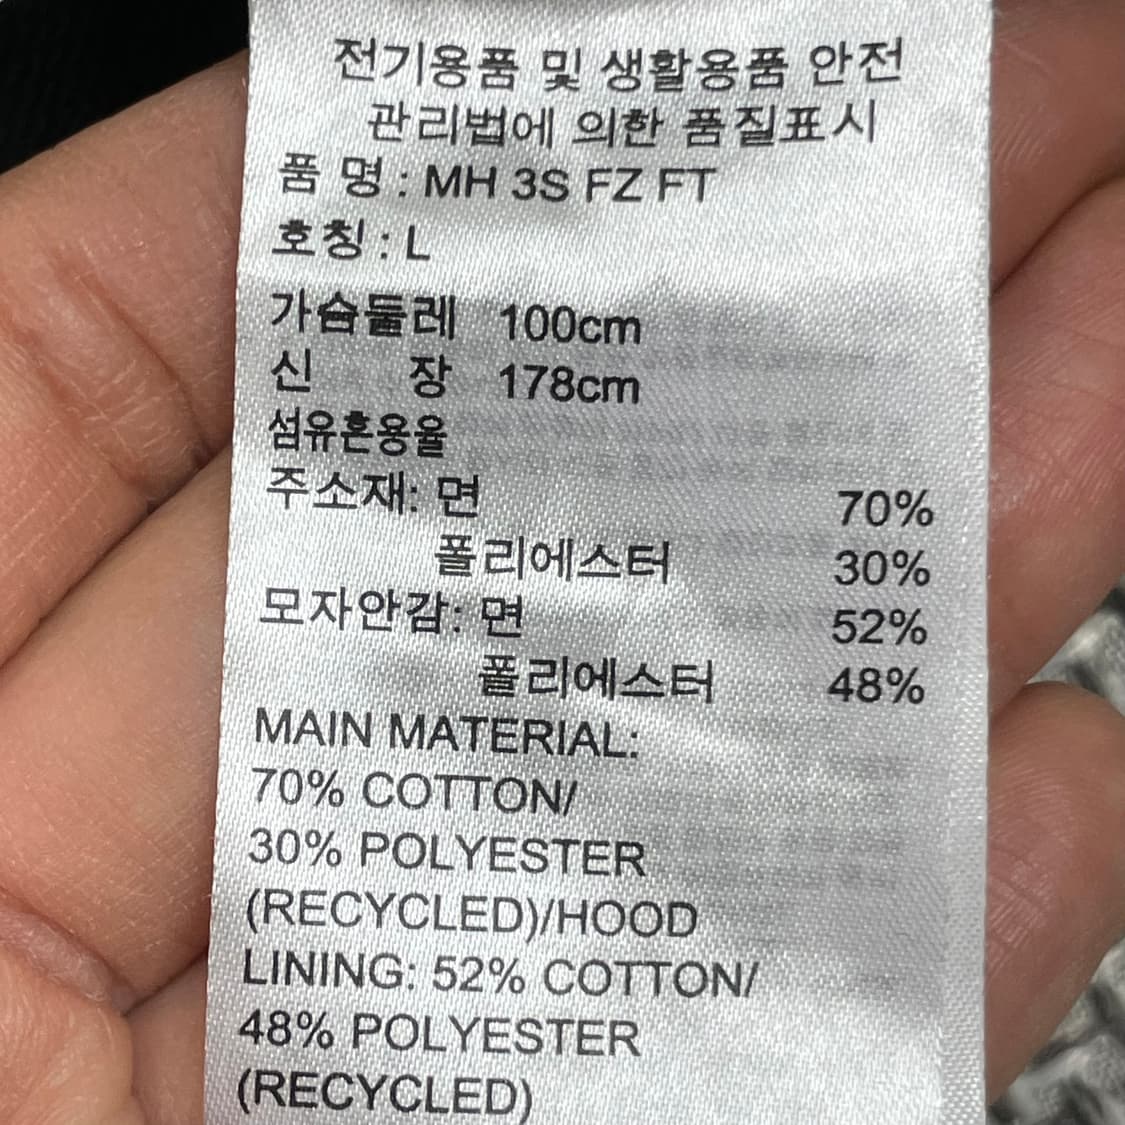 전기용품 및 생활용품 안전
관리법에 의한 품질표시
품 명 : MH 3S FZ FT
호칭 : L
가슴둘레 100cm
신 장 178cm
섬유혼용율
주소재: 면 70%
폴리에스터 30%
모자안감: 면 52%
폴리에스터 48%
MAIN MATERIAL:
70% COTTON/
30% POLYESTER
(RECYCLED)/HOOD
LINING: 52% COTTON/
48% POLYESTER
(RECYCLED)